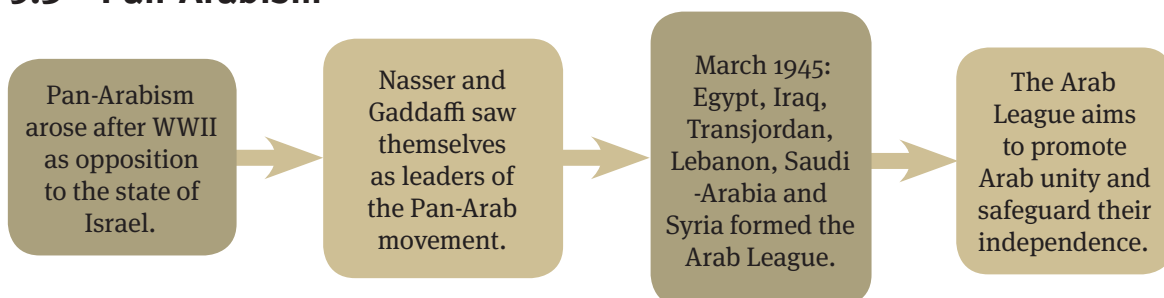 Pan-Arabism
arose after WWII
as opposition
to the state of
Israel.
Nasser and
Gaddaffi saw
themselves
as leaders of
the Pan-Arab
movement.
March 1945:
Egypt, Iraq,
Transjordan,
Lebanon, Saudi
-Arabia and
Syria formed the
Arab League.
The Arab
League aims
to promote
Arab unity and
safeguard their
independence.